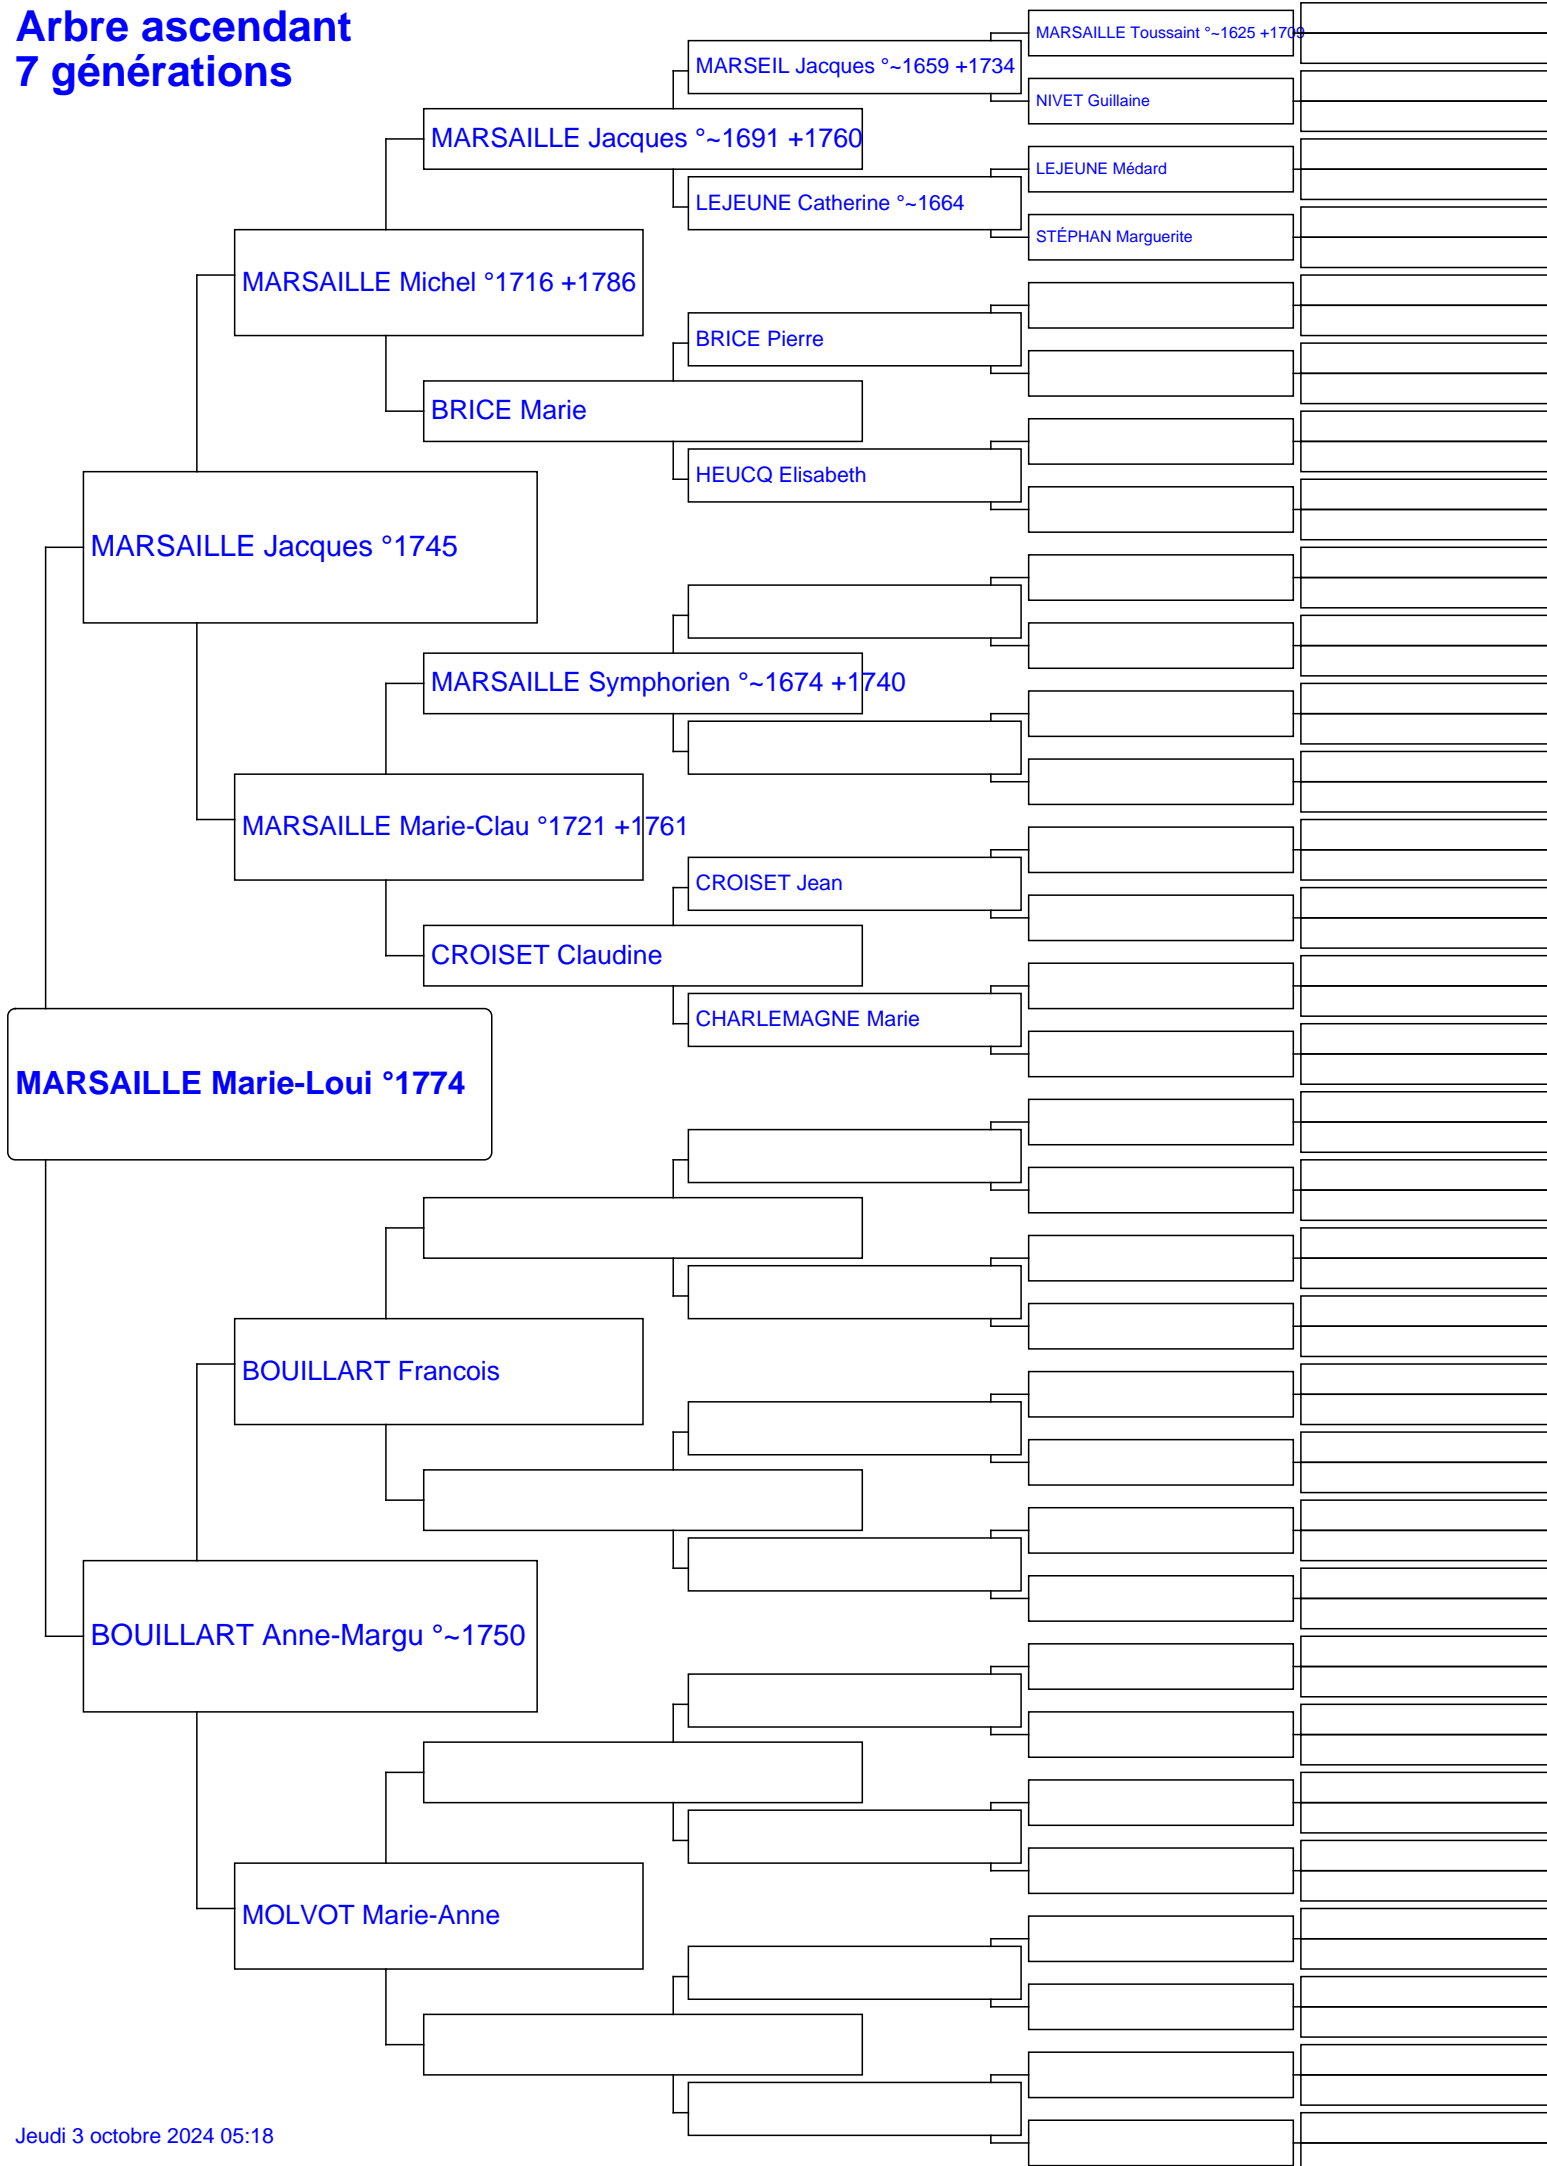 Arbre ascendant
7 générations
MARSAILLE Toussaint °~1625 +1709
MARSEIL Jacques °~1659 +1734
NIVET Guillaine
MARSAILLE Jacques °~1691 +1760
LEJEUNE Médard
LEJEUNE Catherine °~1664
STÉPHAN Marguerite
MARSAILLE Michel °1716 +1786
BRICE Pierre
BRICE Marie
HEUCQ Elisabeth
MARSAILLE Jacques °1745
MARSAILLE Symphorien °~1674 +1740
MARSAILLE Marie-Clau °1721 +1761
CROISET Jean
CROISET Claudine
CHARLEMAGNE Marie
MARSAILLE Marie-Loui °1774
BOUILLART Francois
BOUILLART Anne-Margu °~1750
MOLVOT Marie-Anne
Jeudi 3 octobre 2024 05:18